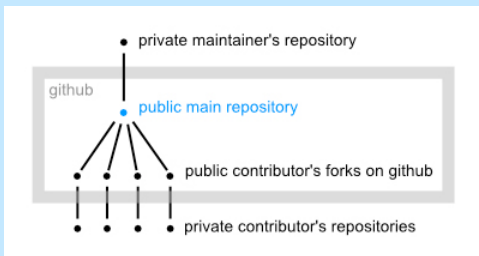 private maintainer's repository
github
public main repository
public contributor's forks on github
private contributor's repositories